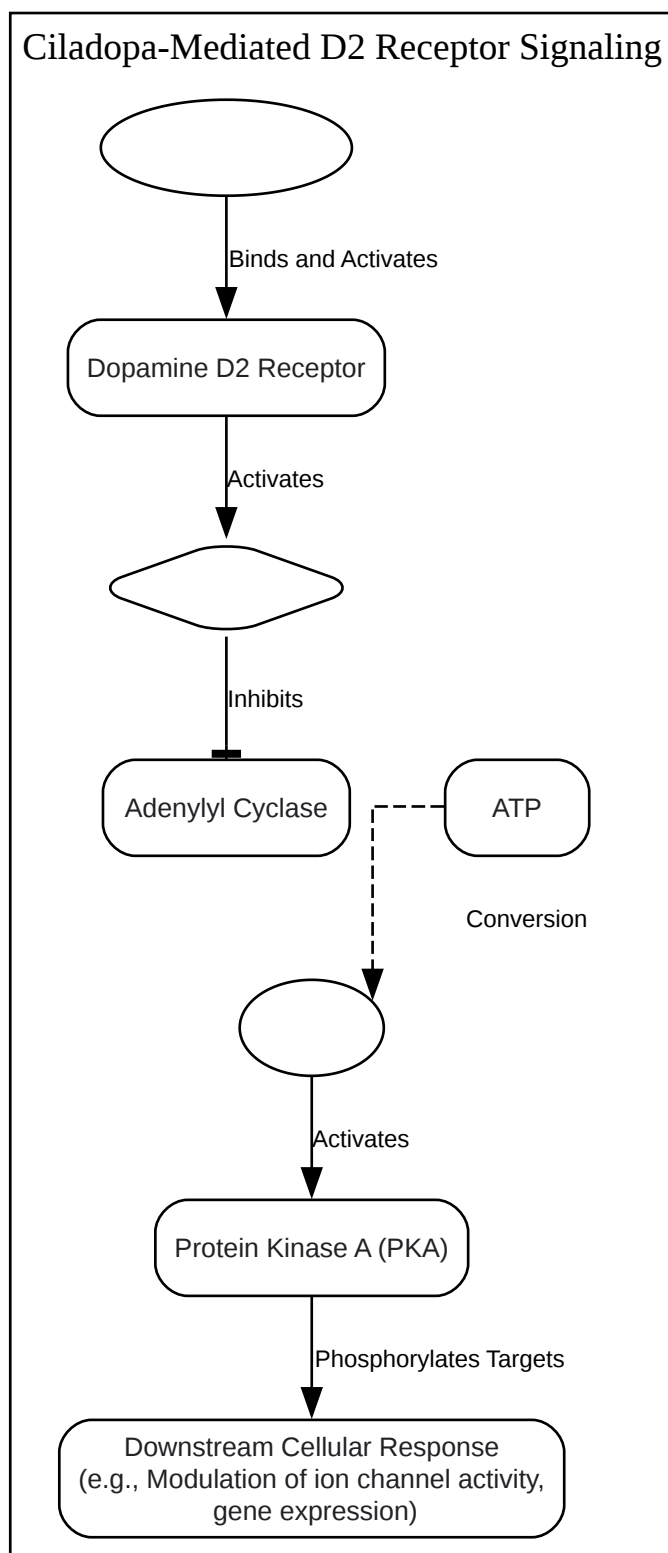 Ciladopa-Mediated D2 Receptor Signaling
Binds and Activates
Dopamine D2 Receptor
Activates
Inhibits
Adenylyl Cyclase
ATP
Conversion
Activates
Protein Kinase A (PKA)
Phosphorylates Targets
Downstream Cellular Response
(e.g., Modulation of ion channel activity,
gene expression)